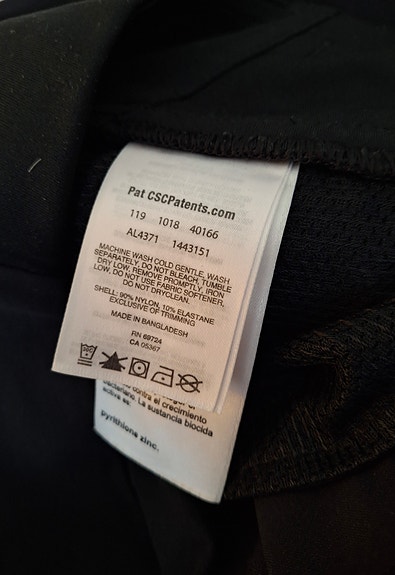 Pat CSCPatents.com
119 1018 40166
AL4371 1443151
MACHINE WASH COLD GENTLE, WASH
SEPARATELY. DO NOT BLEACH, TUMBLE
DRY LOW. REMOVE PROMPTLY, IRON
LOW. DO NOT USE FABRIC SOFTENER,
DO NOT DRYCLEAN.
SHELL: 90% NYLON, 10% ELASTANE
EXCLUSIVE OF TRIMMING
MADE IN BANGLADESH
RN 69724
CA 05367
contra el crecimiento
bacteriano. La sustancia biocida
activa es:
pyrithione zinc.